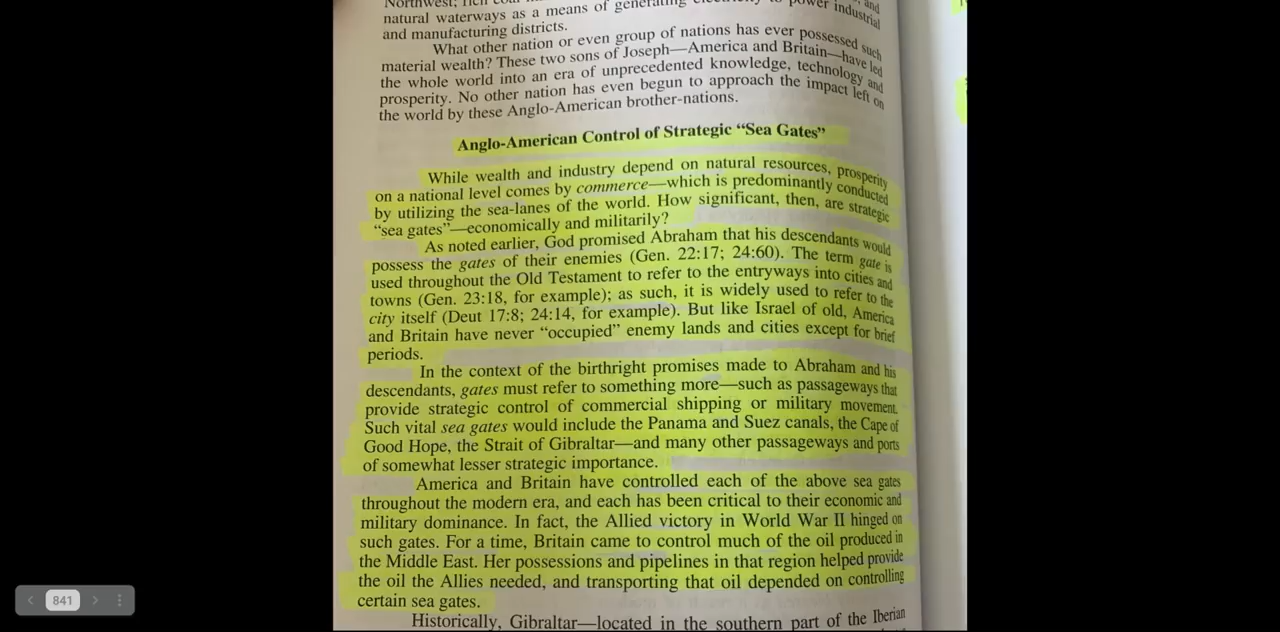 natural waterways as a means of generating electricity to power industrial
and manufacturing districts.
What other nation or even group of nations has ever possessed such
material wealth? These two sons of Joseph—America and Britain—have led
the whole world into an era of unprecedented knowledge, technology and
prosperity. No other nation has even begun to approach the impact left on
the world by these Anglo-American brother-nations.
Anglo-American Control of Strategic “Sea Gates”
While wealth and industry depend on natural resources, prosperity
on a national level comes by commerce—which is predominantly conducted
by utilizing the sea-lanes of the world. How significant, then, are strategic
“sea gates”—economically and militarily?
As noted earlier, God promised Abraham that his descendants would
possess the gates of their enemies (Gen. 22:17; 24:60). The term gate is
used throughout the Old Testament to refer to the entryways into cities and
towns (Gen. 23:18, for example); as such, it is widely used to refer to the
city itself (Deut 17:8; 24:14, for example). But like Israel of old, America
and Britain have never “occupied” enemy lands and cities except for brief
periods.
In the context of the birthright promises made to Abraham and his
descendants, gates must refer to something more—such as passageways that
provide strategic control of commercial shipping or military movement.
Such vital sea gates would include the Panama and Suez canals, the Cape of
Good Hope, the Strait of Gibraltar—and many other passageways and ports
of somewhat lesser strategic importance.
America and Britain have controlled each of the above sea gates
throughout the modern era, and each has been critical to their economic and
military dominance. In fact, the Allied victory in World War II hinged on
such gates. For a time, Britain came to control much of the oil produced in
the Middle East. Her possessions and pipelines in that region helped provide
the oil the Allies needed, and transporting that oil depended on controlling
certain sea gates.
Historically, Gibraltar—located in the southern part of the Iberian
841